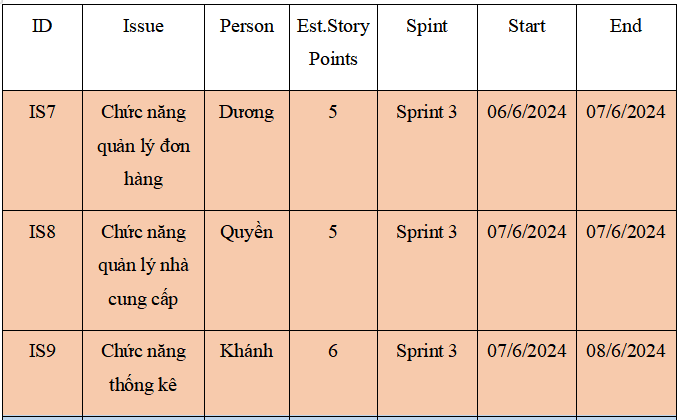 ID Issue Person Est.Story Points Spint Start End
IS7 Chức năng quản lý đơn hàng Dương 5 Sprint 3 06/6/2024 07/6/2024
IS8 Chức năng quản lý nhà cung cấp Quyền 5 Sprint 3 07/6/2024 07/6/2024
IS9 Chức năng thống kê Khánh 6 Sprint 3 07/6/2024 08/6/2024